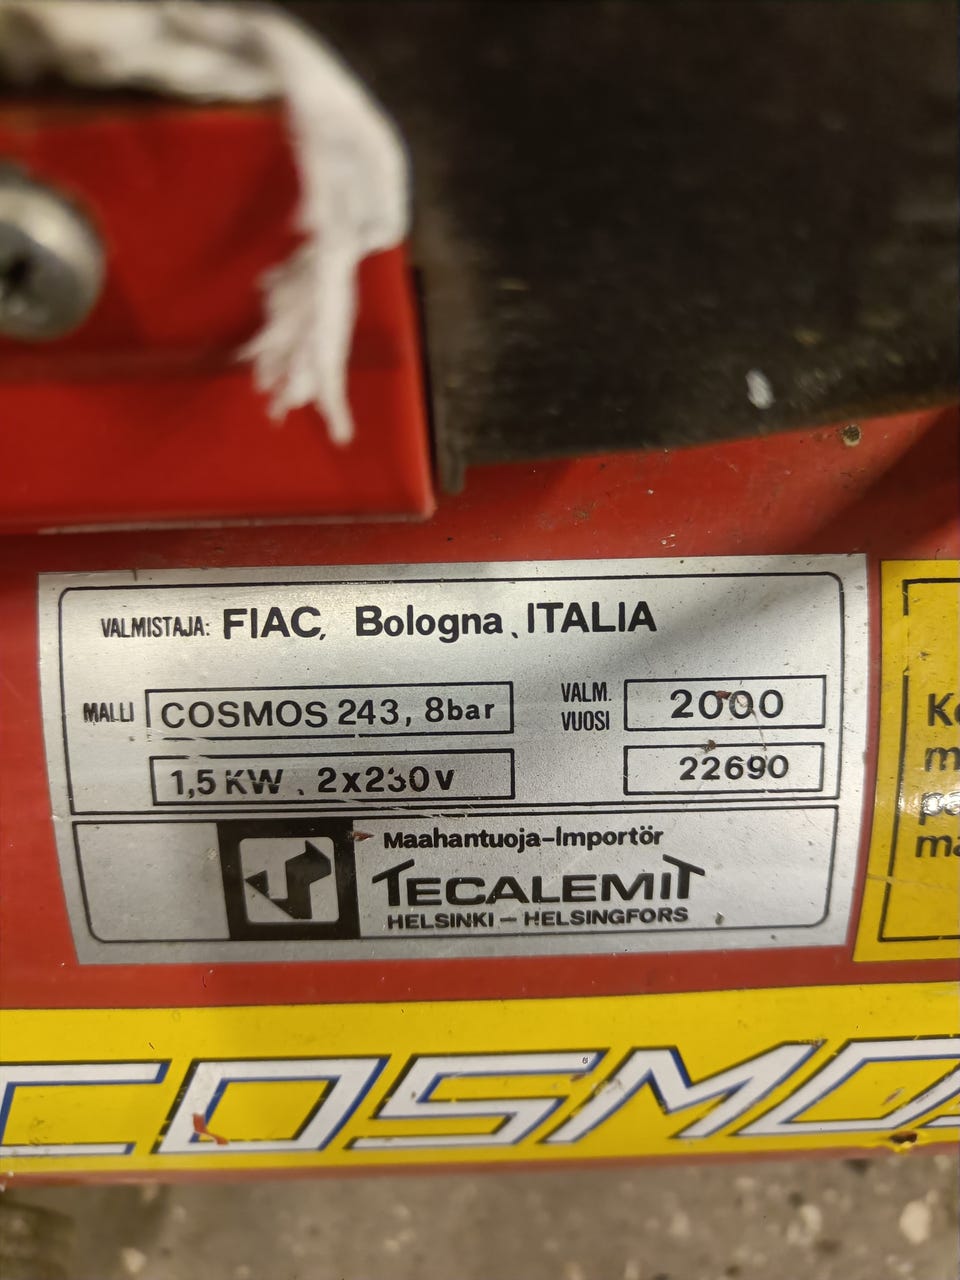 VALMISTAJA: FIAC, Bologna, ITALIA
MALLI COSMOS 243, 8bar
VALM. VUOSI 2000
1,5 KW, 2x230V
22690
Maahantuoja-Importör
TECALEMIT
HELSINKI – HELSINGFORS
COSMOS